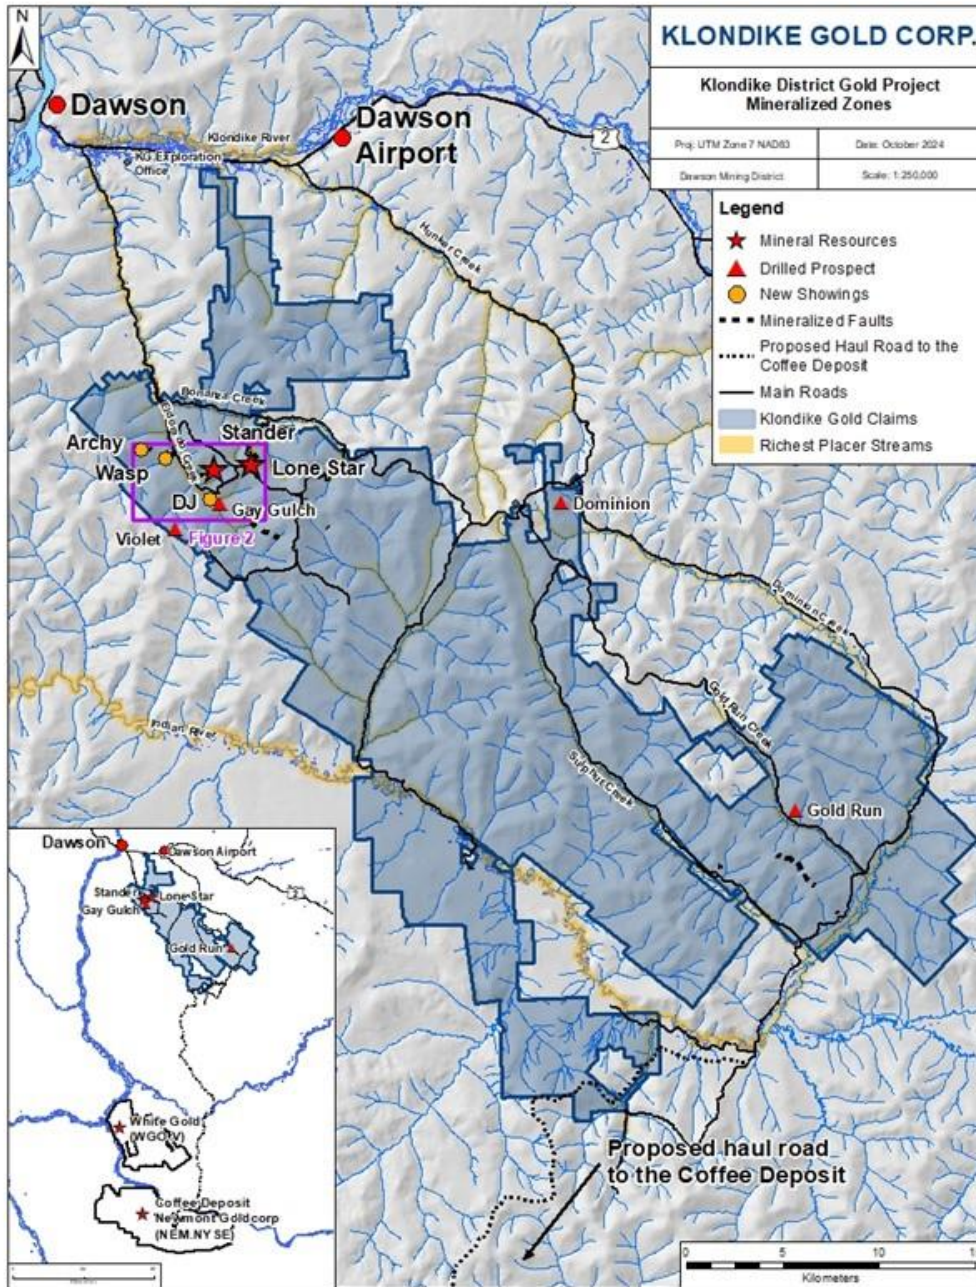 N
KLONDIKE GOLD CORP.
Klondike District Gold Project
Mineralized Zones
Proj: UTM Zone 7 NAD83
Date: October 2024
Dawson Mining District
Scale: 1:250,000
Legend
Mineral Resources
Drilled Prospect
New Showings
Mineralized Faults
Proposed Haul Road to the
Coffee Deposit
Main Roads
Klondike Gold Claims
Richest Placer Streams
Dawson
Dawson
Airport
Klondike River
KG Exploration
Office
2
Hunker Creek
Bonanza Creek
Eldorado Creek
Archy
Wasp
Stander
Lone Star
DJ
Gay Gulch
Violet
Figure 2
Dominion
Dominion Creek
Gold Run Creek
Sulphur Creek
Indian River
Gold Run
Proposed haul road
to the Coffee Deposit
0 5 10
Kilometers
Dawson
Dawson Airport
2
Stander
Lone Star
Gay Gulch
Gold Run
White Gold
(WGO.V)
Coffee Deposit
Newmont Goldcorp
(NEM.NYSE)